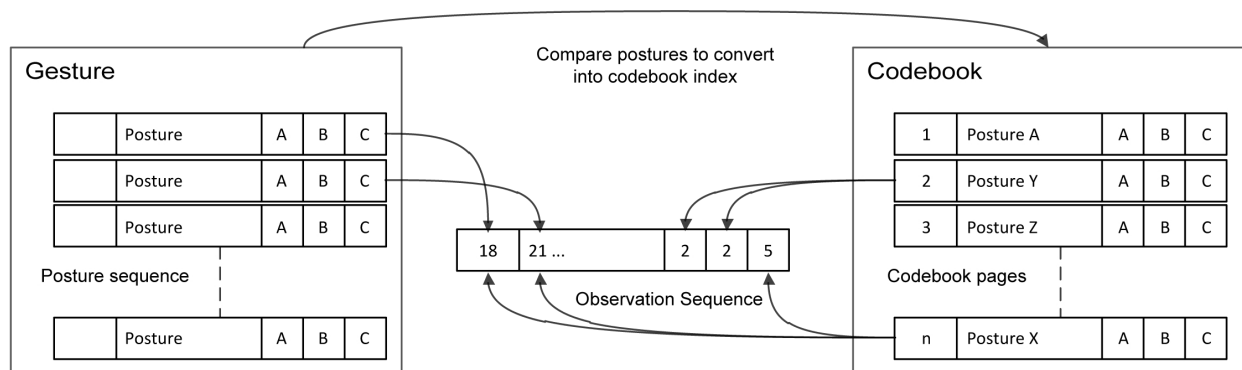 Compare postures to convert
into codebook index
Gesture
Posture A B C
Posture A B C
Posture A B C
Posture sequence
Posture A B C
18 21 ... 2 2 5
Observation Sequence
Codebook
1 Posture A A B C
2 Posture Y A B C
3 Posture Z A B C
Codebook pages
n Posture X A B C